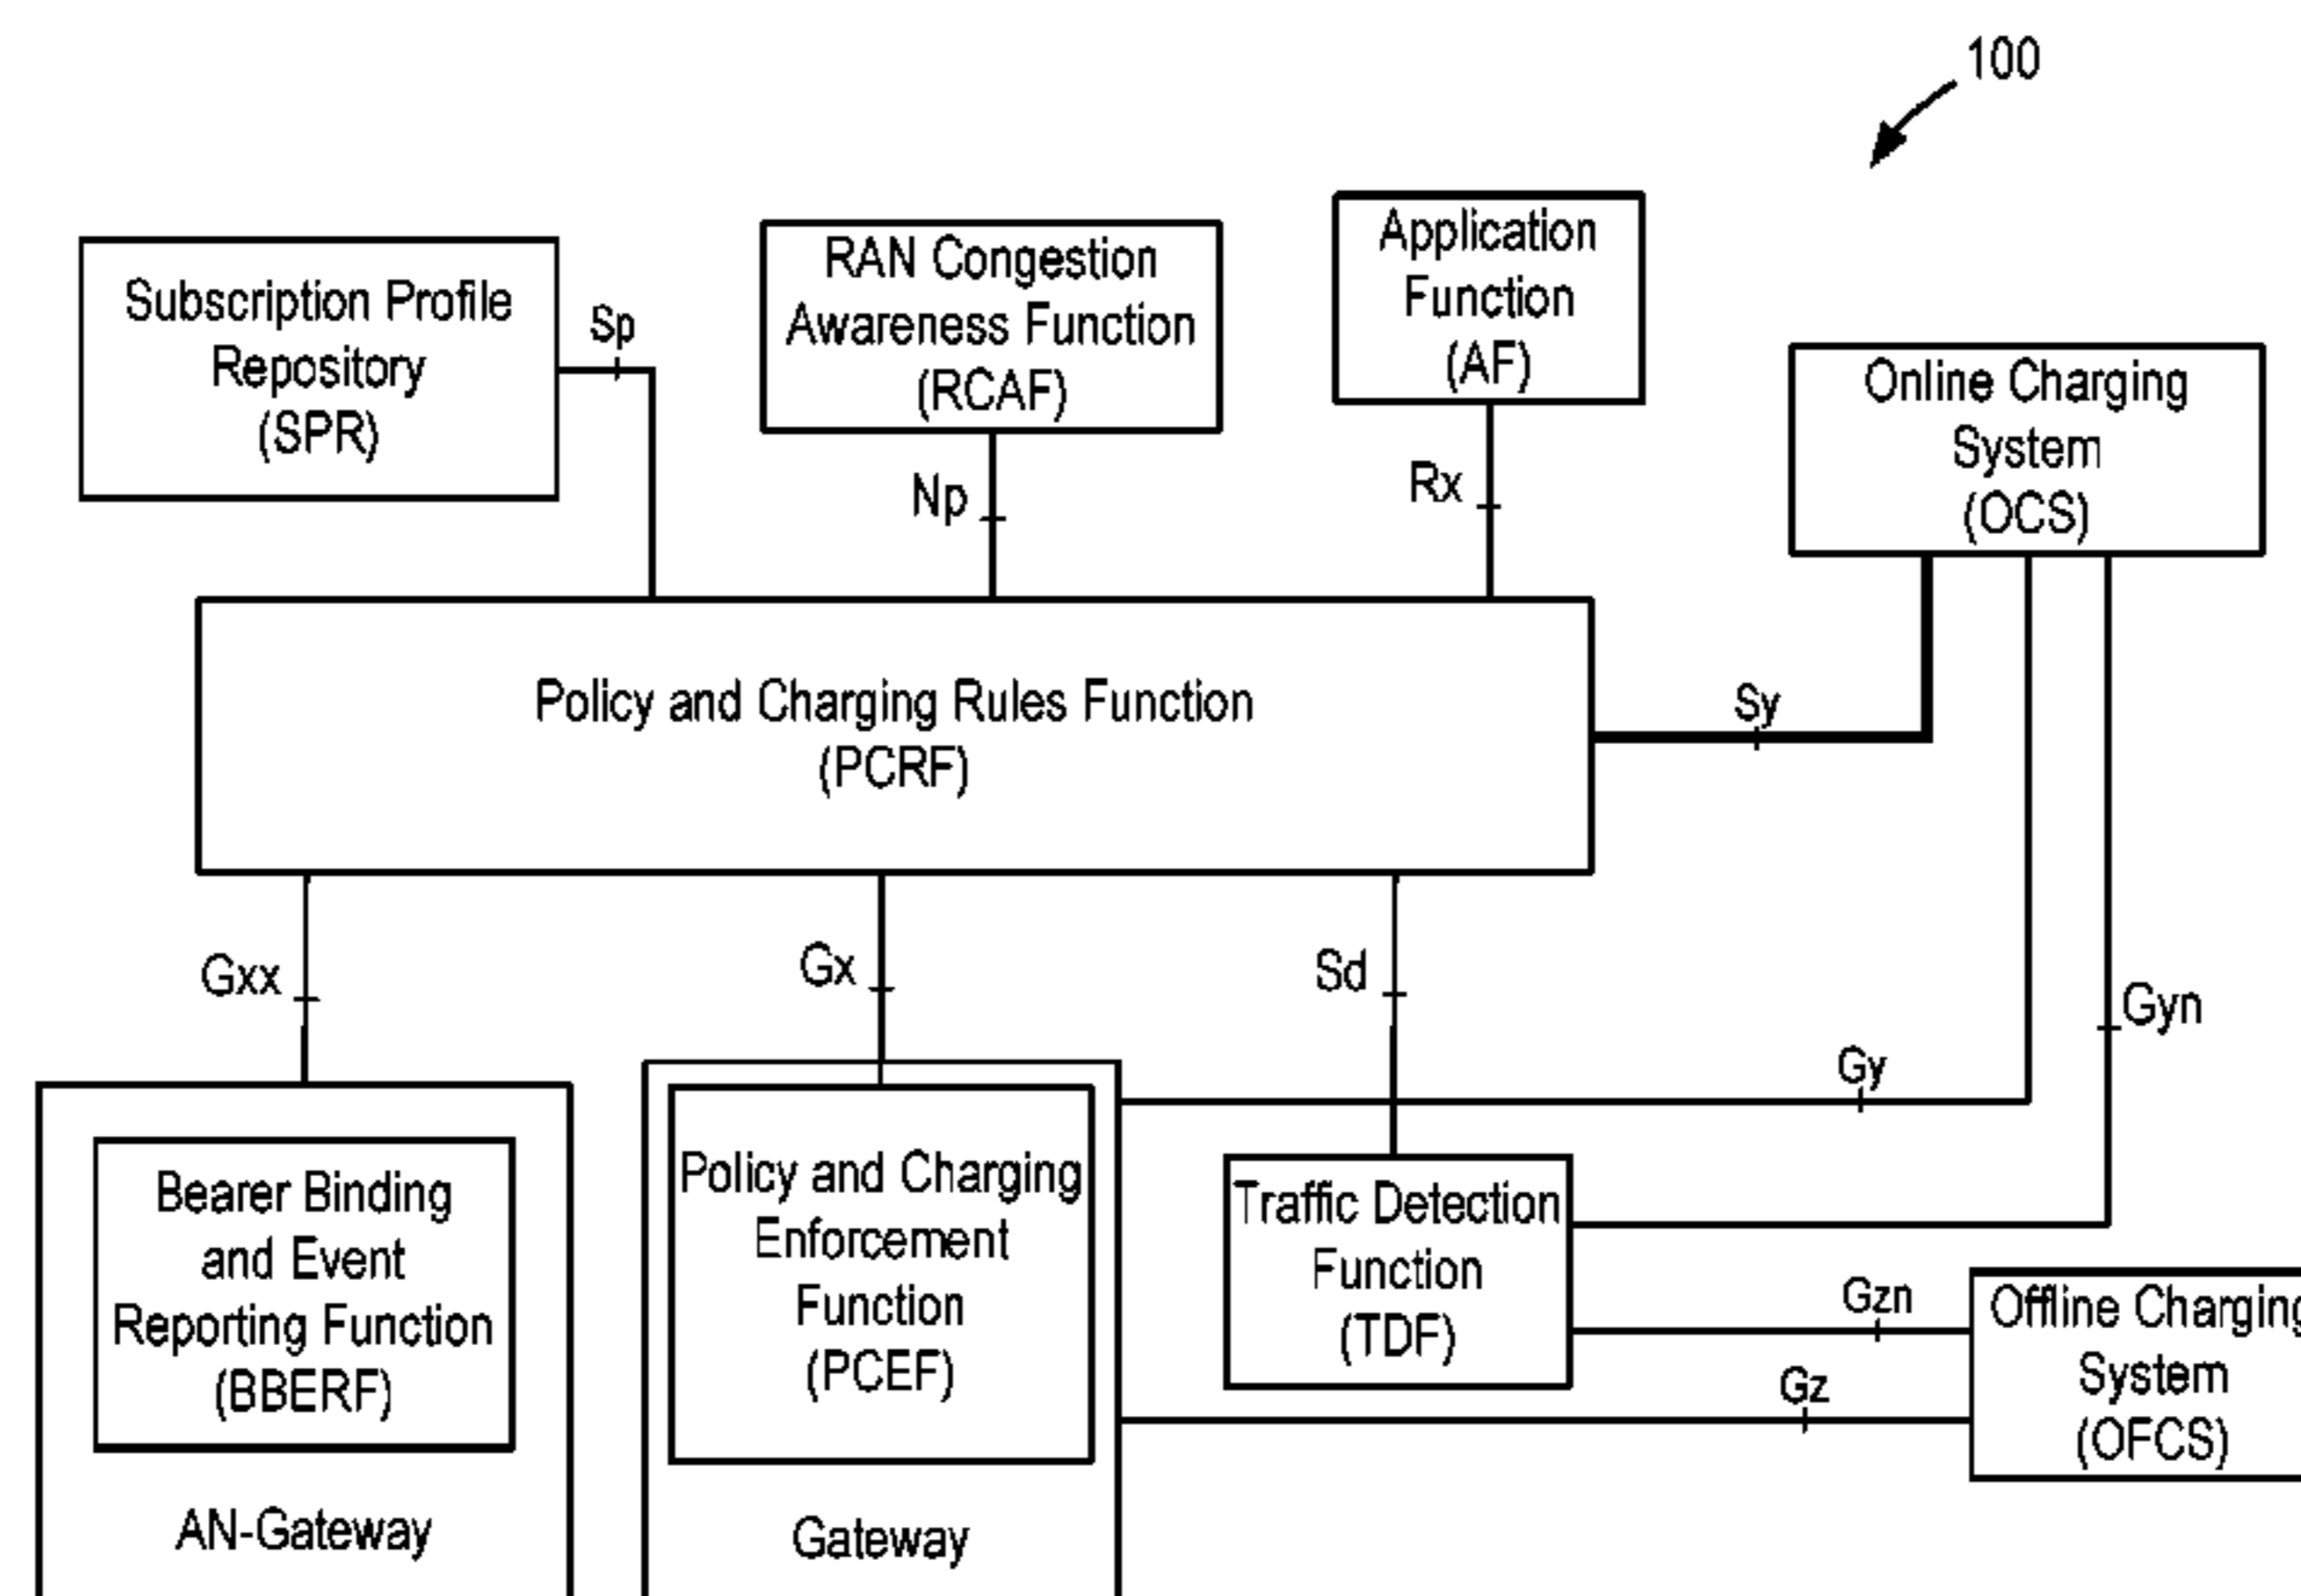 100
Subscription Profile
Repository
(SPR)
Sp
RAN Congestion
Awareness Function
(RCAF)
Np
Application
Function
(AF)
Rx
Online Charging
System
(OCS)
Policy and Charging Rules Function
(PCRF)
Sy
Gxx
Gx
Sd
Gyn
Gy
Bearer Binding
and Event
Reporting Function
(BBERF)
AN-Gateway
Policy and Charging
Enforcement
Function
(PCEF)
Gateway
Traffic Detection
Function
(TDF)
Gzn
Gz
Offline Charging
System
(OFCS)